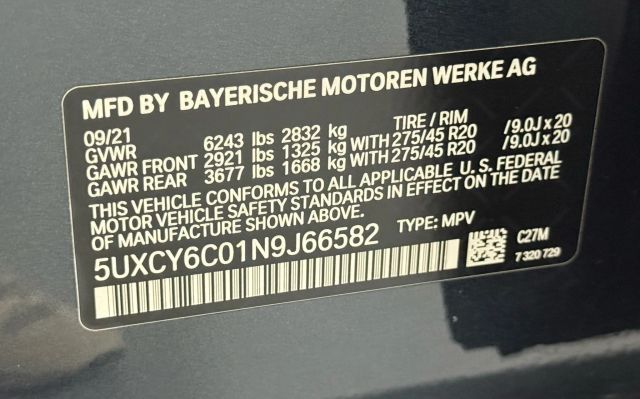 MFD BY BAYERISCHE MOTOREN WERKE AG
09/21 TIRE / RIM
GVWR 6243 lbs 2832 kg
GAWR FRONT 2921 lbs 1325 kg WITH 275/45 R20 /9.0J x 20
GAWR REAR 3677 lbs 1668 kg WITH 275/45 R20 /9.0J x 20
THIS VEHICLE CONFORMS TO ALL APPLICABLE U. S. FEDERAL
MOTOR VEHICLE SAFETY STANDARDS IN EFFECT ON THE DATE
OF MANUFACTURE SHOWN ABOVE.
TYPE: MPV
5UXCY6C01N9J66582
C27M
7 320 729